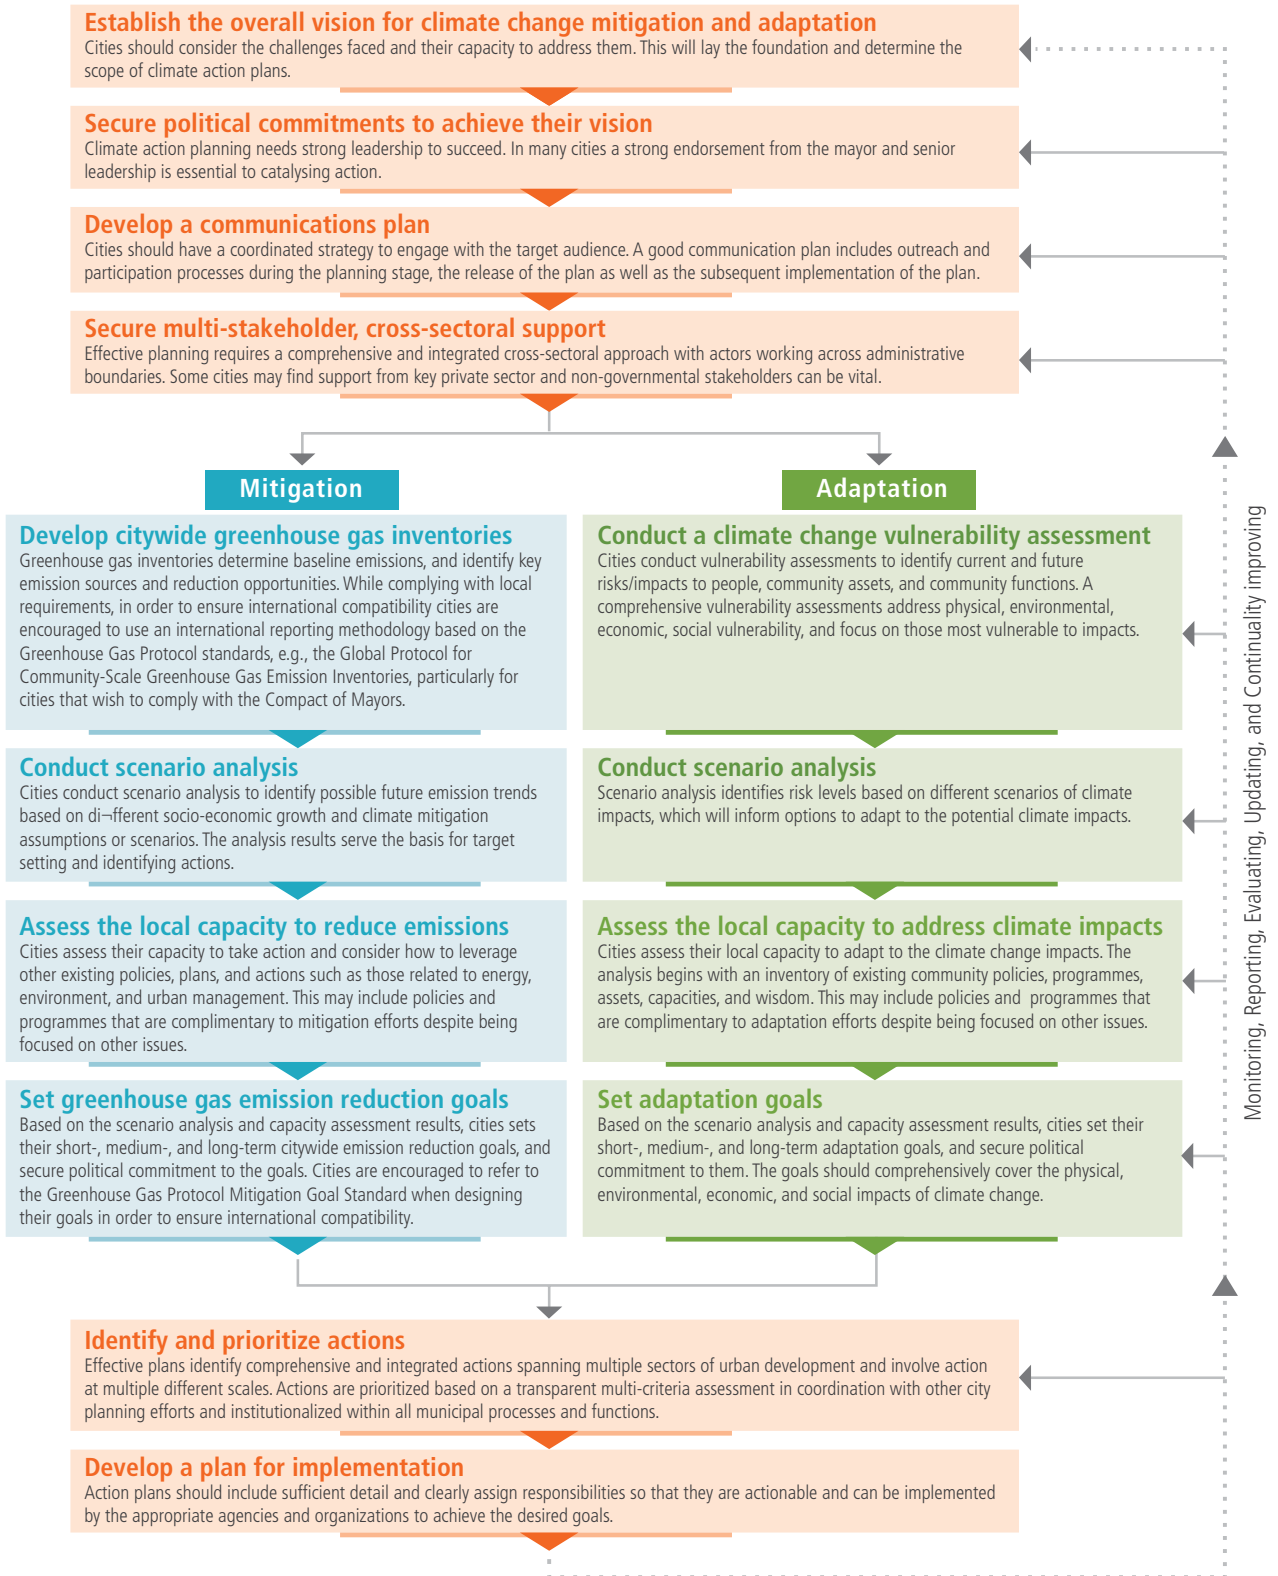 Establish the overall vision for climate change mitigation and adaptation
Cities should consider the challenges faced and their capacity to address them. This will lay the foundation and determine the
scope of climate action plans.
Secure political commitments to achieve their vision
Climate action planning needs strong leadership to succeed. In many cities a strong endorsement from the mayor and senior
leadership is essential to catalysing action.
Develop a communications plan
Cities should have a coordinated strategy to engage with the target audience. A good communication plan includes outreach and
participation processes during the planning stage, the release of the plan as well as the subsequent implementation of the plan.
Secure multi-stakeholder, cross-sectoral support
Effective planning requires a comprehensive and integrated cross-sectoral approach with actors working across administrative
boundaries. Some cities may find support from key private sector and non-governmental stakeholders can be vital.
Mitigation
Develop citywide greenhouse gas inventories
Greenhouse gas inventories determine baseline emissions, and identify key
emission sources and reduction opportunities. While complying with local
requirements, in order to ensure international compatibility cities are
encouraged to use an international reporting methodology based on the
Greenhouse Gas Protocol standards, e.g., the Global Protocol for
Community-Scale Greenhouse Gas Emission Inventories, particularly for
cities that wish to comply with the Compact of Mayors.
Conduct scenario analysis
Cities conduct scenario analysis to identify possible future emission trends
based on di¬fferent socio-economic growth and climate mitigation
assumptions or scenarios. The analysis results serve the basis for target
setting and identifying actions.
Assess the local capacity to reduce emissions
Cities assess their capacity to take action and consider how to leverage
other existing policies, plans, and actions such as those related to energy,
environment, and urban management. This may include policies and
programmes that are complimentary to mitigation efforts despite being
focused on other issues.
Set greenhouse gas emission reduction goals
Based on the scenario analysis and capacity assessment results, cities sets
their short-, medium-, and long-term citywide emission reduction goals, and
secure political commitment to the goals. Cities are encouraged to refer to
the Greenhouse Gas Protocol Mitigation Goal Standard when designing
their goals in order to ensure international compatibility.
Adaptation
Conduct a climate change vulnerability assessment
Cities conduct vulnerability assessments to identify current and future
risks/impacts to people, community assets, and community functions. A
comprehensive vulnerability assessments address physical, environmental,
economic, social vulnerability, and focus on those most vulnerable to impacts.
Conduct scenario analysis
Scenario analysis identifies risk levels based on different scenarios of climate
impacts, which will inform options to adapt to the potential climate impacts.
Assess the local capacity to address climate impacts
Cities assess their local capacity to adapt to the climate change impacts. The
analysis begins with an inventory of existing community policies, programmes,
assets, capacities, and wisdom. This may include policies and programmes that
are complimentary to adaptation efforts despite being focused on other issues.
Set adaptation goals
Based on the scenario analysis and capacity assessment results, cities set their
short-, medium-, and long-term adaptation goals, and secure political
commitment to them. The goals should comprehensively cover the physical,
environmental, economic, and social impacts of climate change.
Identify and prioritize actions
Effective plans identify comprehensive and integrated actions spanning multiple sectors of urban development and involve action
at multiple different scales. Actions are prioritized based on a transparent multi-criteria assessment in coordination with other city
planning efforts and institutionalized within all municipal processes and functions.
Develop a plan for implementation
Action plans should include sufficient detail and clearly assign responsibilities so that they are actionable and can be implemented
by the appropriate agencies and organizations to achieve the desired goals.
Monitoring, Reporting, Evaluating, Updating, and Continuality improving